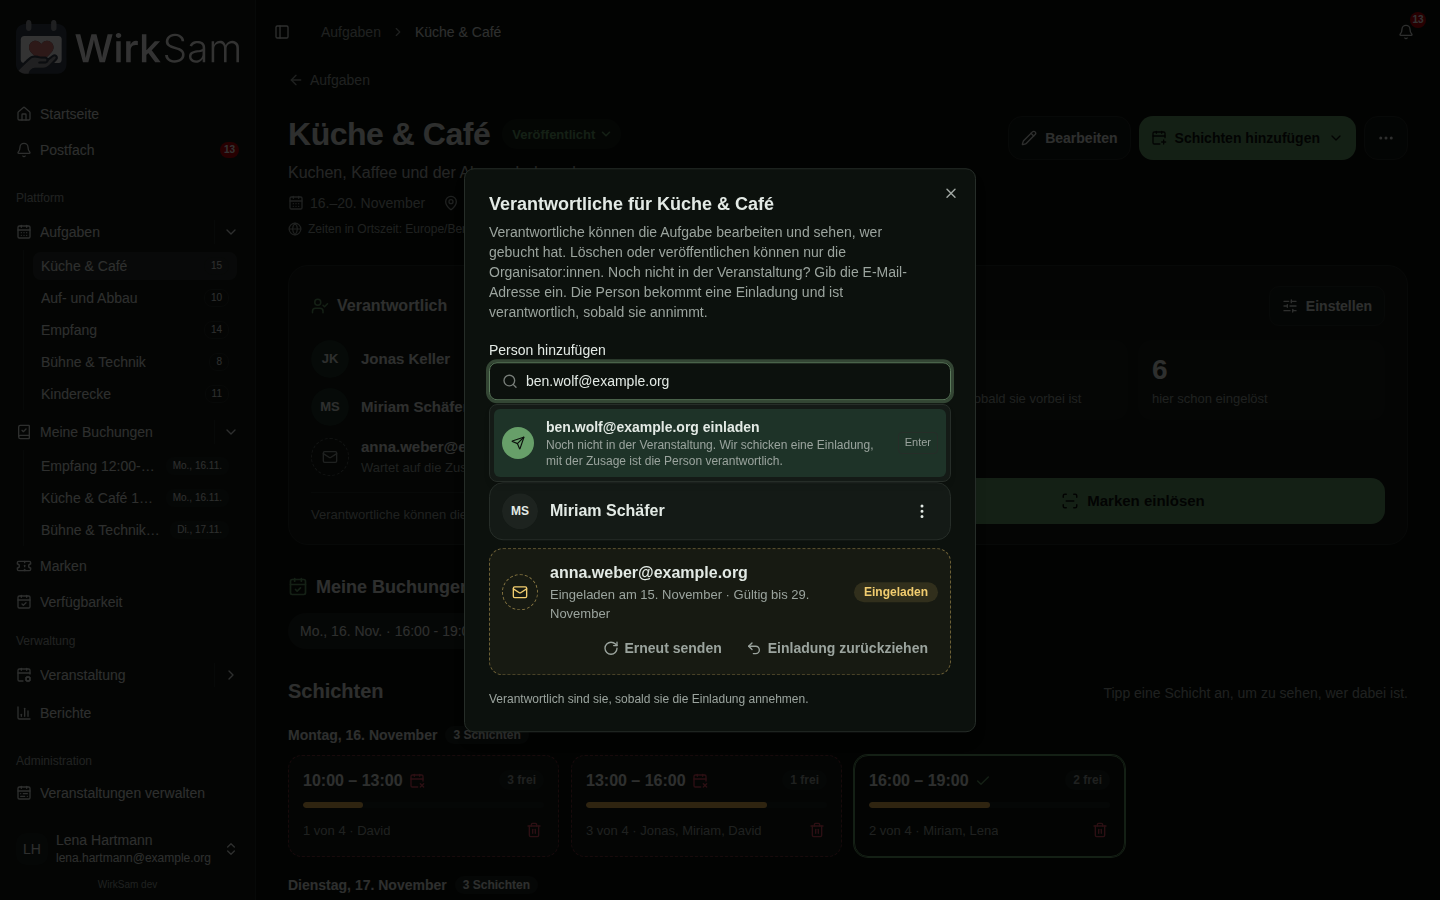 WirkSam
Aufgaben > Küche & Café
13
Aufgaben
Startseite
Postfach 13
Plattform
Aufgaben
Küche & Café 15
Auf- und Abbau 10
Empfang 14
Bühne & Technik 8
Kinderecke 11
Meine Buchungen
Empfang 12:00-… Mo., 16.11.
Küche & Café 1… Mo., 16.11.
Bühne & Technik… Di., 17.11.
Marken
Verfügbarkeit
Verwaltung
Veranstaltung
Berichte
Administration
Veranstaltungen verwalten
LH Lena Hartmann
lena.hartmann@example.org
WirkSam dev
Küche & Café Veröffentlicht
Bearbeiten
Schichten hinzufügen
Kuchen, Kaffee und der
16.–20. November
Zeiten in Ortszeit:
Verantwortlich
JK Jonas Keller
MS Miriam Schäfe
anna.weber@e
Wartet auf die Zus
Verantwortliche können die
Einstellen
obald sie vorbei ist
6
hier schon eingelöst
Marken einlösen
Verantwortliche für Küche & Café
Verantwortliche können die Aufgabe bearbeiten und sehen, wer
gebucht hat. Löschen oder veröffentlichen können nur die
Organisator:innen. Noch nicht in der Veranstaltung? Gib die E-Mail-
Adresse ein. Die Person bekommt eine Einladung und ist
verantwortlich, sobald sie annimmt.
Person hinzufügen
ben.wolf@example.org
ben.wolf@example.org einladen
Noch nicht in der Veranstaltung. Wir schicken eine Einladung,
mit der Zusage ist die Person verantwortlich.
Enter
MS Miriam Schäfer
anna.weber@example.org
Eingeladen am 15. November · Gültig bis 29.
November
Eingeladen
Erneut senden
Einladung zurückziehen
Verantwortlich sind sie, sobald sie die Einladung annehmen.
Meine Buchungen
Mo., 16. Nov. · 16:00 - 19:0
Schichten
Tipp eine Schicht an, um zu sehen, wer dabei ist.
Montag, 16. November 3 Schichten
10:00 – 13:00 3 frei
1 von 4 · David
13:00 – 16:00 1 frei
3 von 4 · Jonas, Miriam, David
16:00 – 19:00 2 frei
2 von 4 · Miriam, Lena
Dienstag, 17. November 3 Schichten